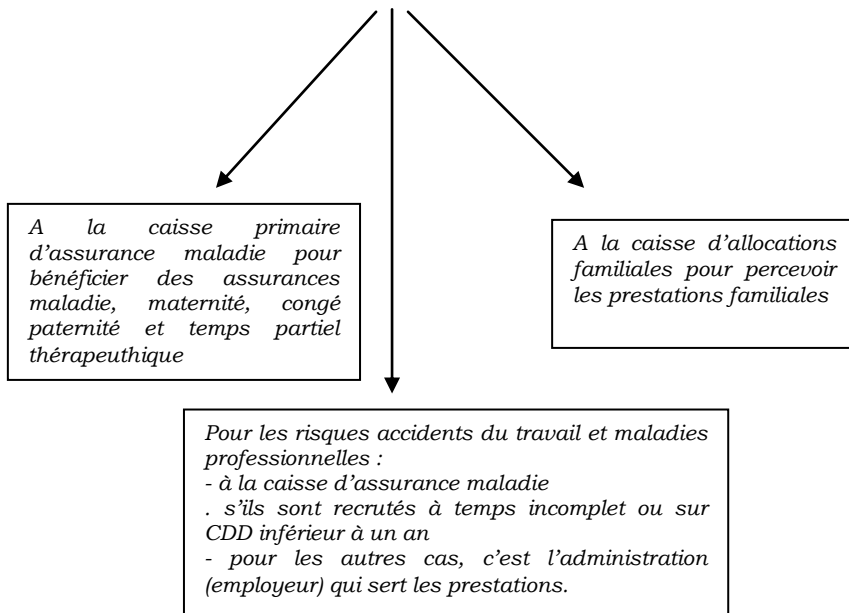 A la caisse primaire
d’assurance maladie pour
bénéficier des assurances
maladie, maternité, congé
paternité et temps partiel
thérapeuthique
A la caisse d’allocations
familiales pour percevoir
les prestations familiales
Pour les risques accidents du travail et maladies
professionnelles :
- à la caisse d’assurance maladie
. s’ils sont recrutés à temps incomplet ou sur
CDD inférieur à un an
- pour les autres cas, c’est l’administration
(employeur) qui sert les prestations.